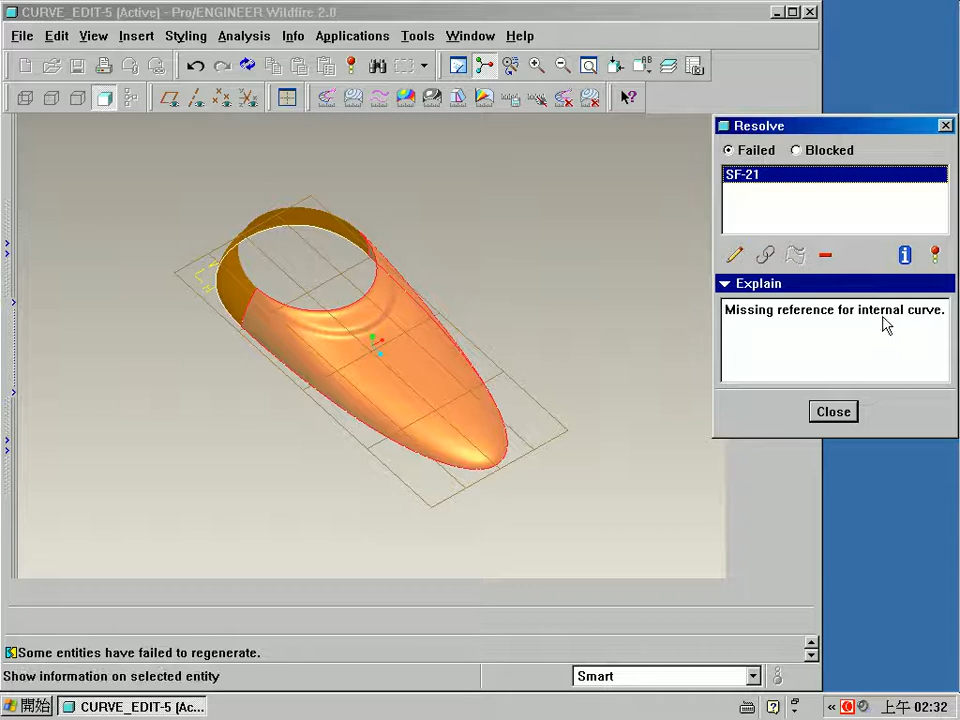 CURVE_EDIT-5 (Active) - Pro/ENGINEER Wildfire 2.0
File Edit View Insert Styling Analysis Info Applications Tools Window Help
Resolve
Failed Blocked
SF-21
Explain
Missing reference for internal curve.
Close
Some entities have failed to regenerate.
Show information on selected entity
Smart
開始
CURVE_EDIT-5 (Ac...
上午 02:32